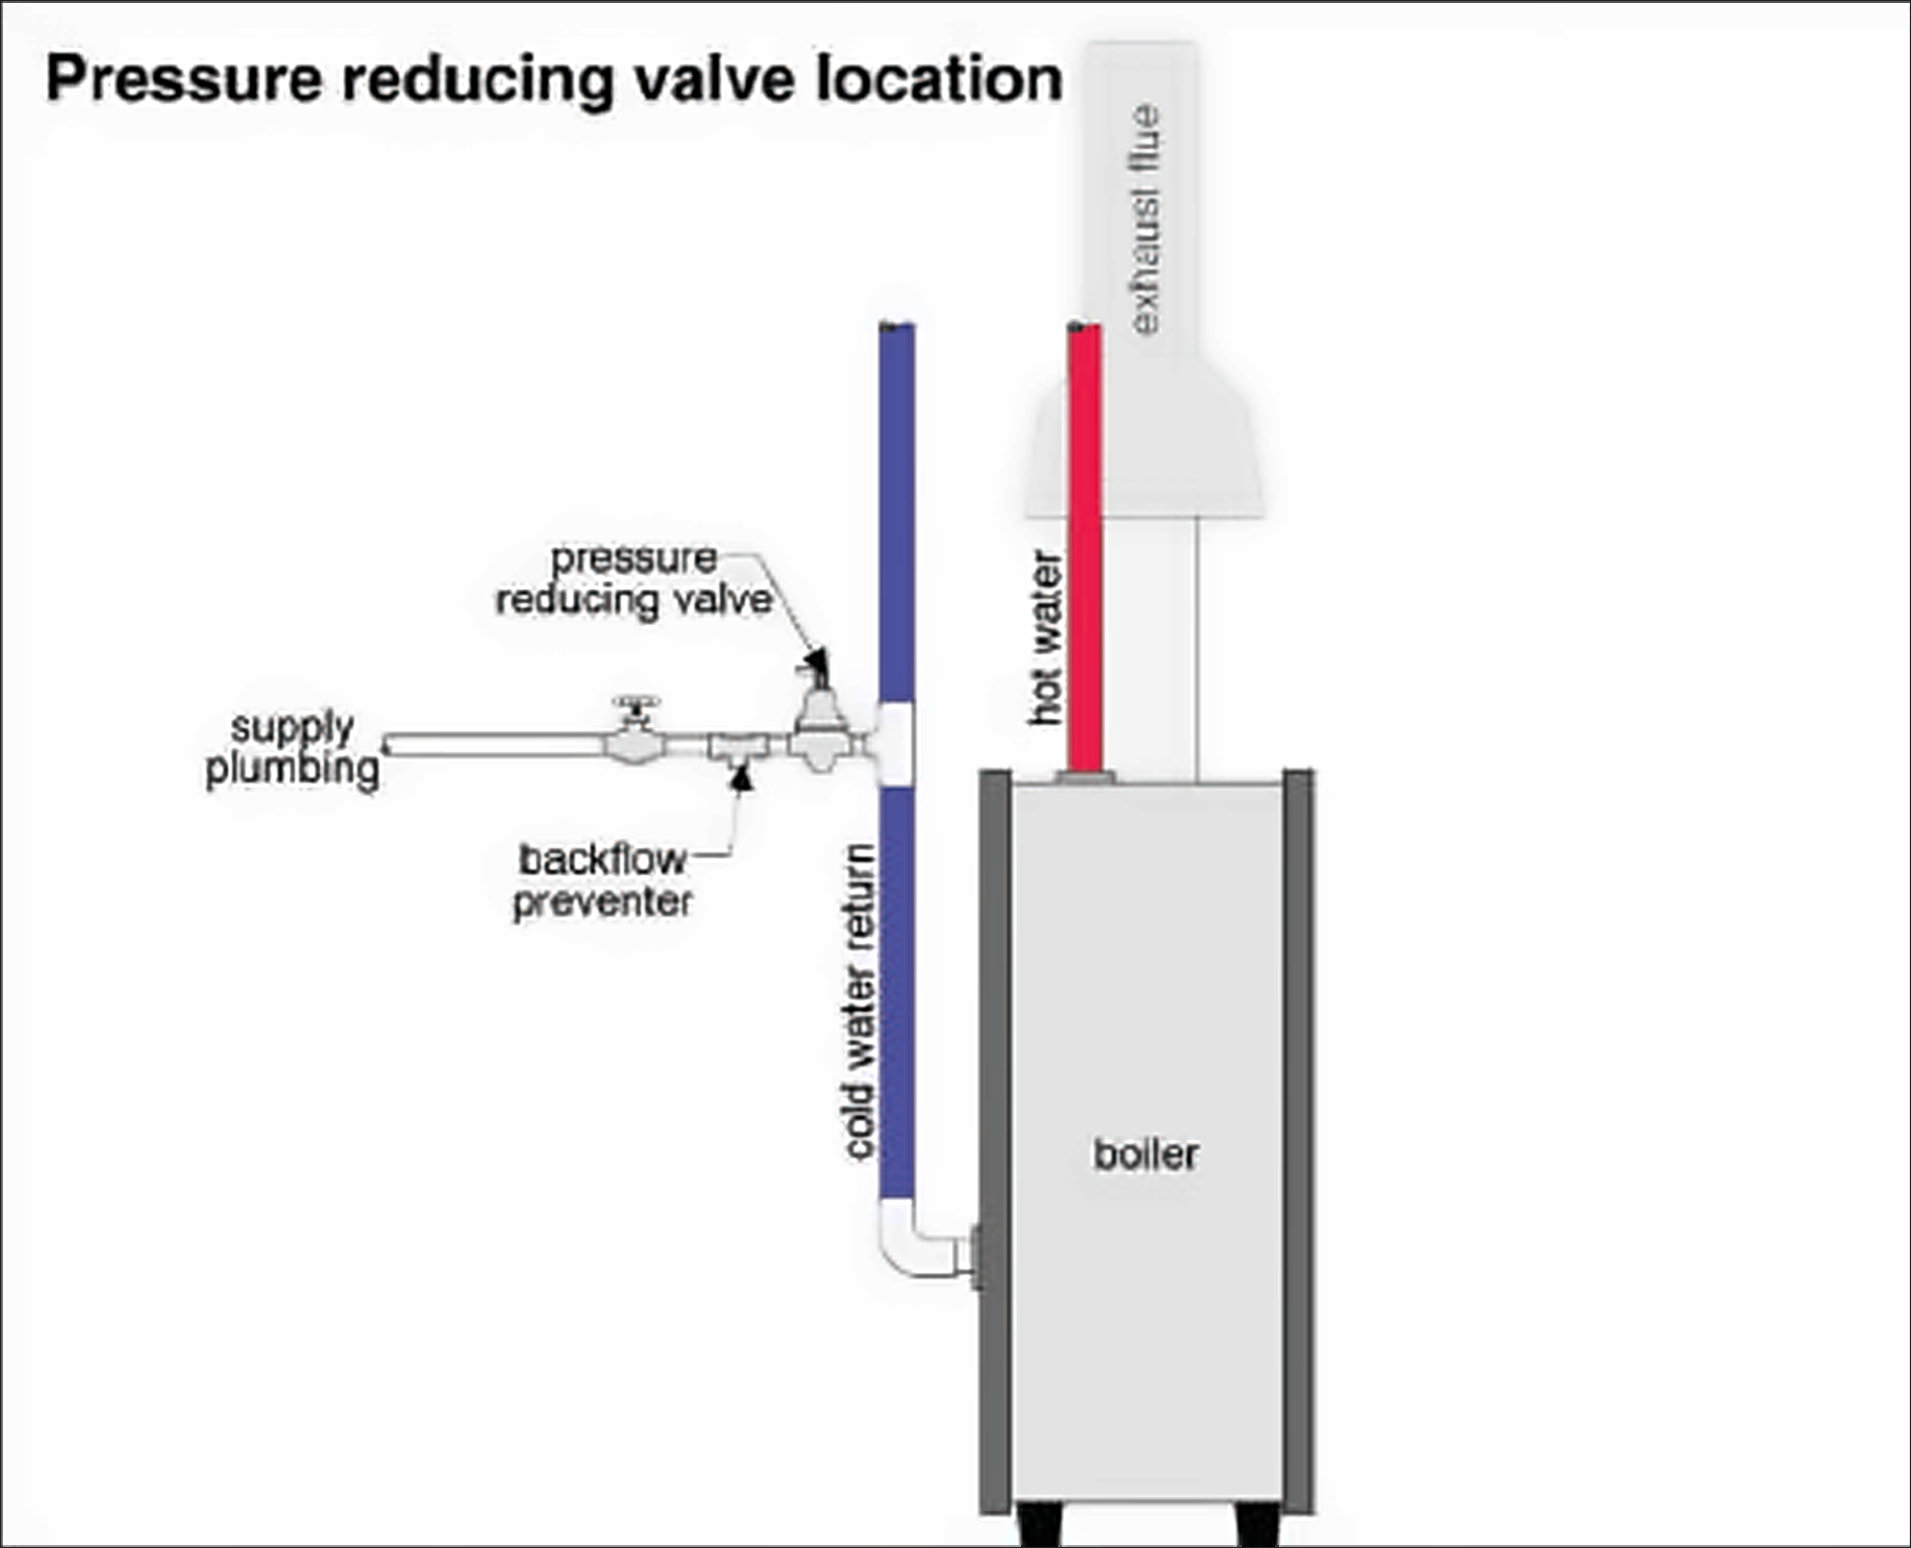 Pressure reducing valve location
exhaust flue
pressure
reducing valve
hot water
supply
plumbing
backflow
preventer
cold water return
boiler